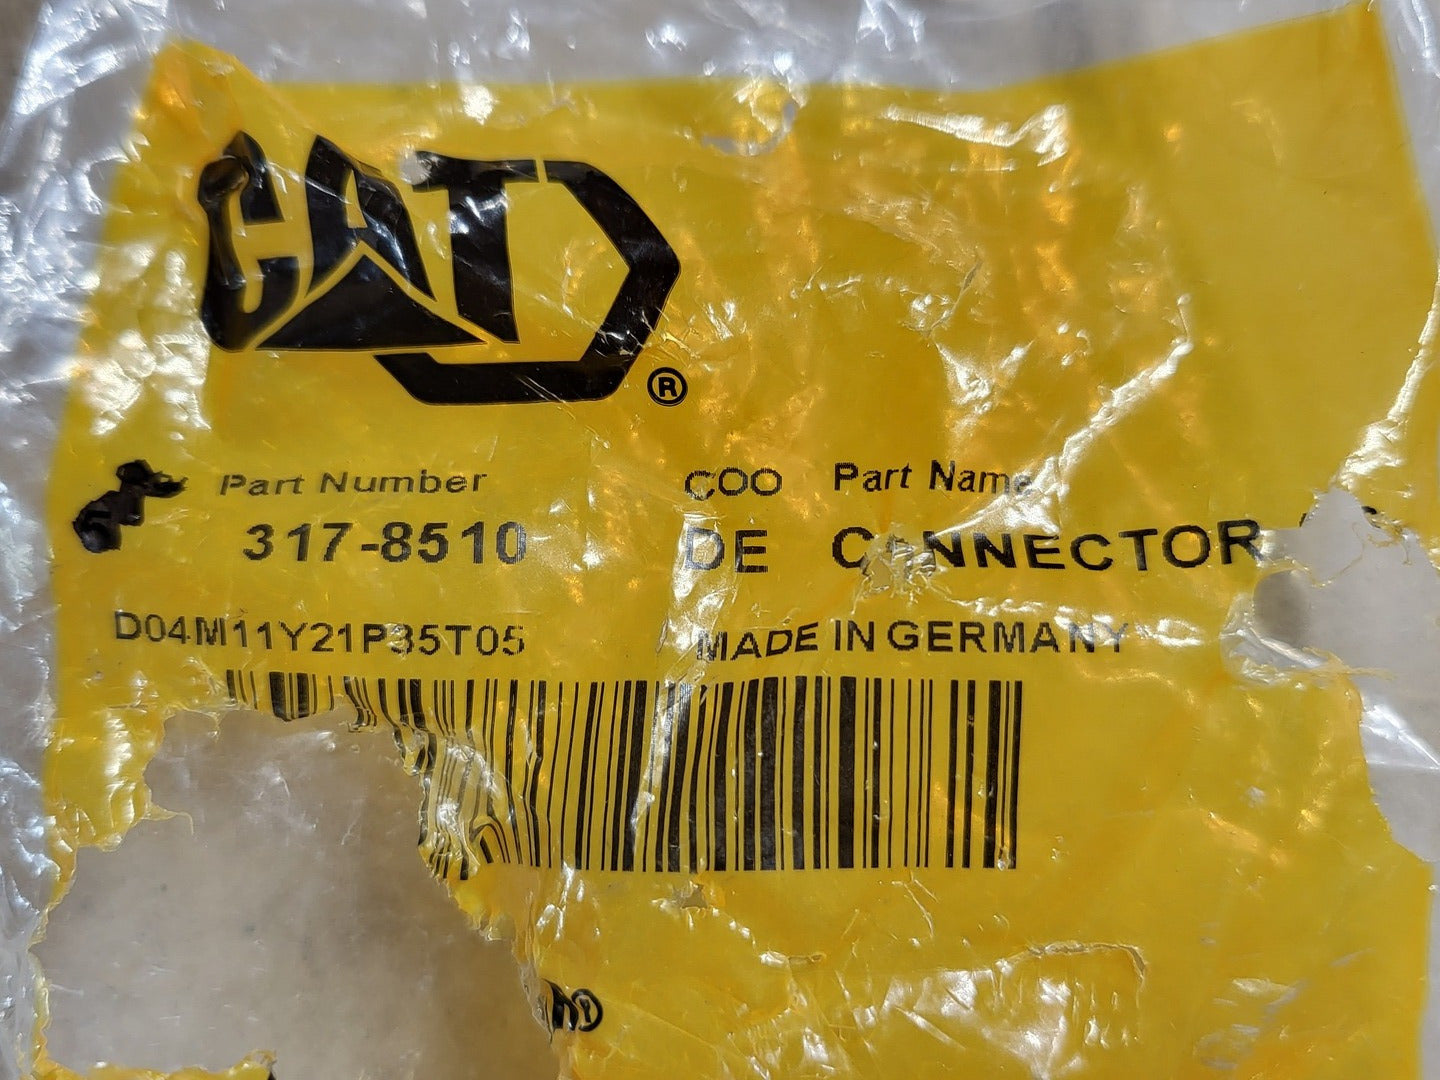 CAT®
Part Number COO Part Name
317-8510 DE CONNECTOR
D04M11Y21P35T05 MADE IN GERMANY